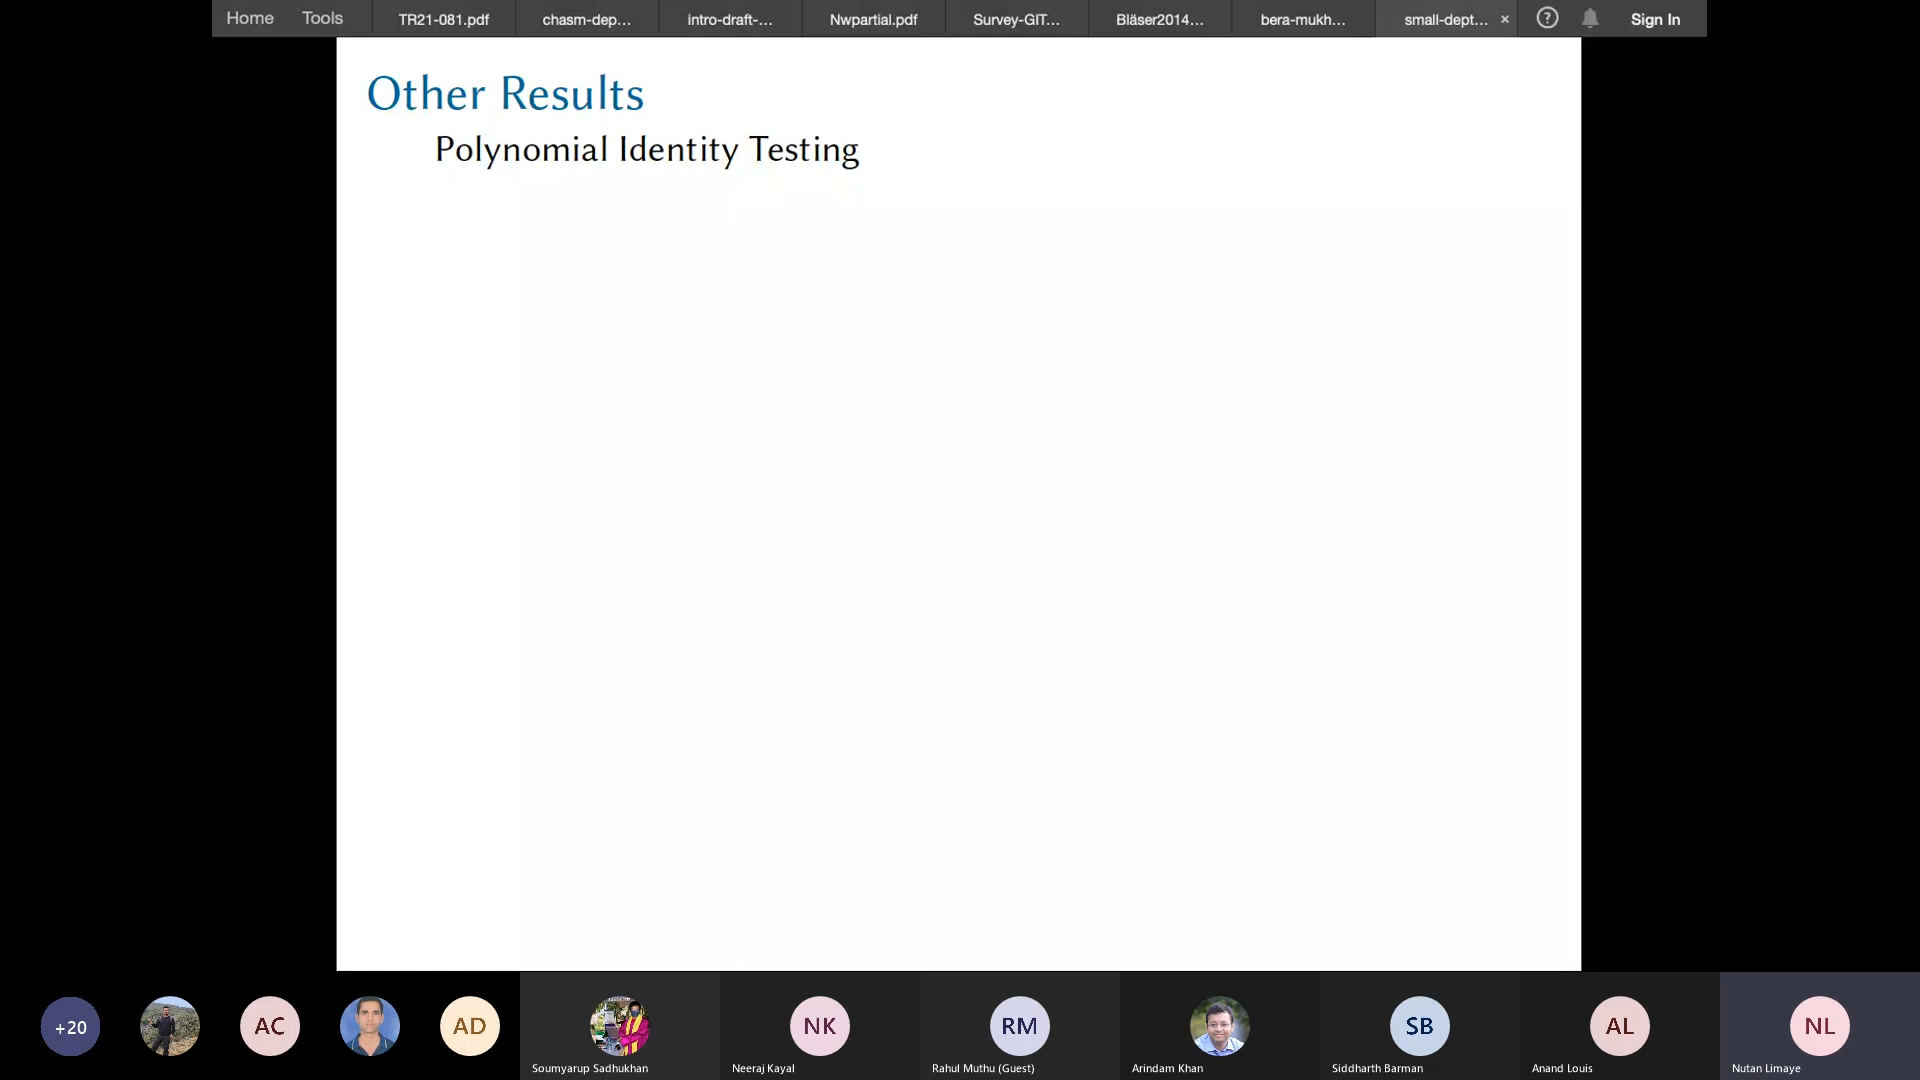 Home Tools TR21-081.pdf chasm-dep... intro-draft-... Nwpartial.pdf Survey-GIT... Bläser2014... bera-mukh... small-dept... × ? Sign In
Other Results
Polynomial Identity Testing
+20 AC AD NK RM SB AL NL
Soumyarup Sadhukhan Neeraj Kayal Rahul Muthu (Guest) Arindam Khan Siddharth Barman Anand Louis Nutan Limaye